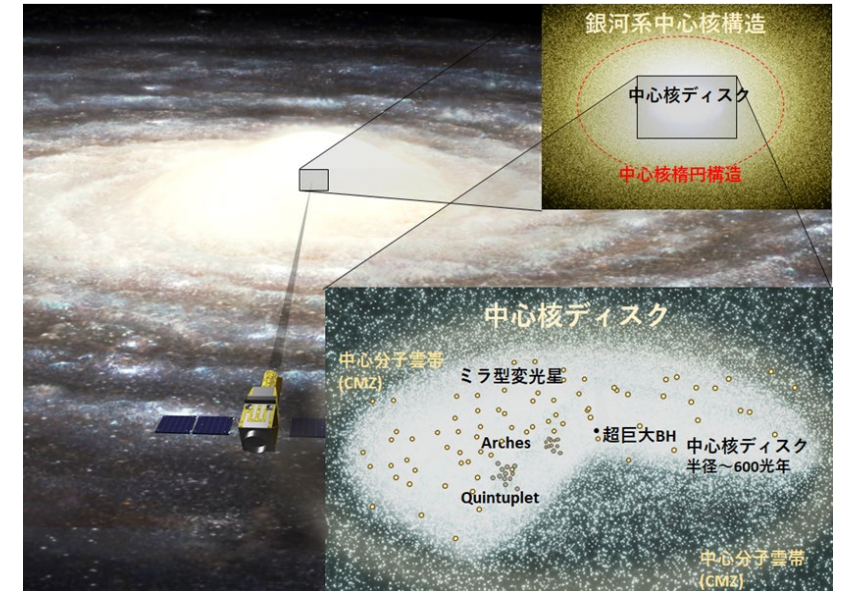 銀河系中心核構造
中心核ディスク
中心核楕円構造
中心核ディスク
中心分子雲帯
(CMZ)
ミラ型変光星
Arches
超巨大BH
中心核ディスク
半径~600光年
Quintuplet
中心分子雲帯
(CMZ)